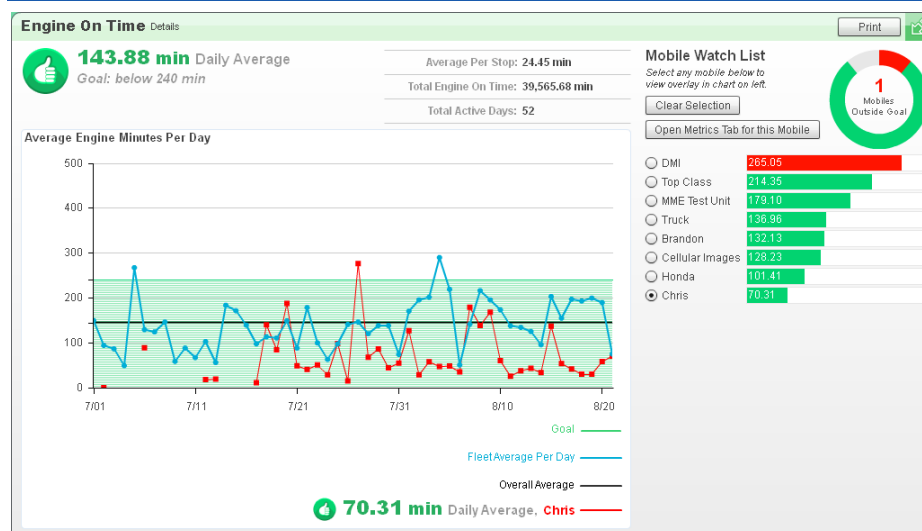 Engine On Time Details
Print
143.88 min Daily Average
Goal: below 240 min
Average Per Stop: 24.45 min
Total Engine On Time: 39,565.68 min
Total Active Days: 52
Mobile Watch List
Select any mobile below to
view overlay in chart on left.
Clear Selection
Open Metrics Tab for this Mobile
1
Mobiles
Outside Goal
Average Engine Minutes Per Day
500
400
300
200
100
0
7/01 7/11 7/21 7/31 8/10 8/20
Goal
Fleet Average Per Day
Overall Average
70.31 min Daily Average, Chris
DMI 265.05
Top Class 214.35
MME Test Unit 179.10
Truck 136.96
Brandon 132.13
Cellular Images 128.23
Honda 101.41
Chris 70.31